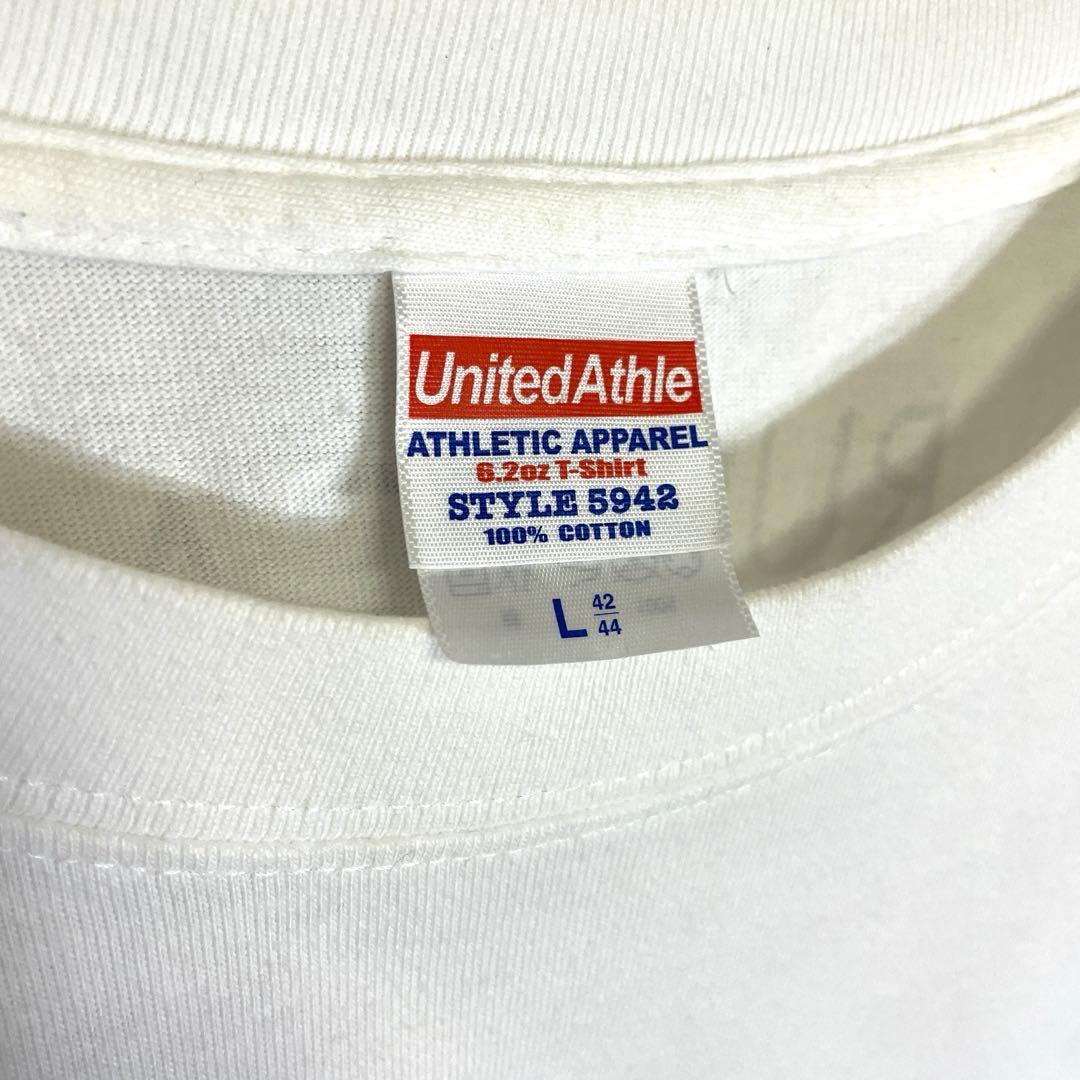 UnitedAthle
ATHLETIC APPAREL
6.2oz T-Shirt
STYLE 5942
100% COTTON
L 42/44